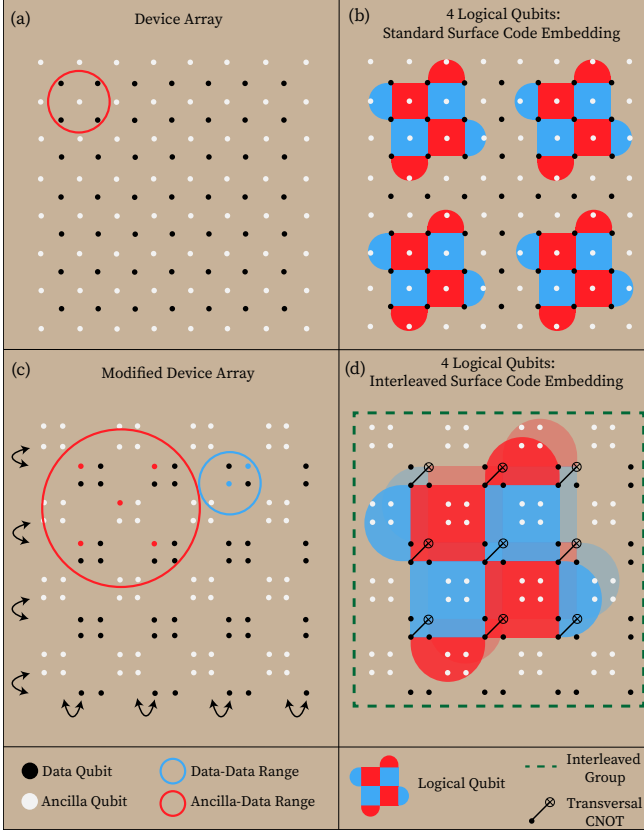 (a)
Device Array
(b)
4 Logical Qubits:
Standard Surface Code Embedding
(c)
Modified Device Array
(d)
4 Logical Qubits:
Interleaved Surface Code Embedding
Data Qubit
Data-Data Range
Ancilla Qubit
Ancilla-Data Range
Logical Qubit
Interleaved
Group
Transversal
CNOT